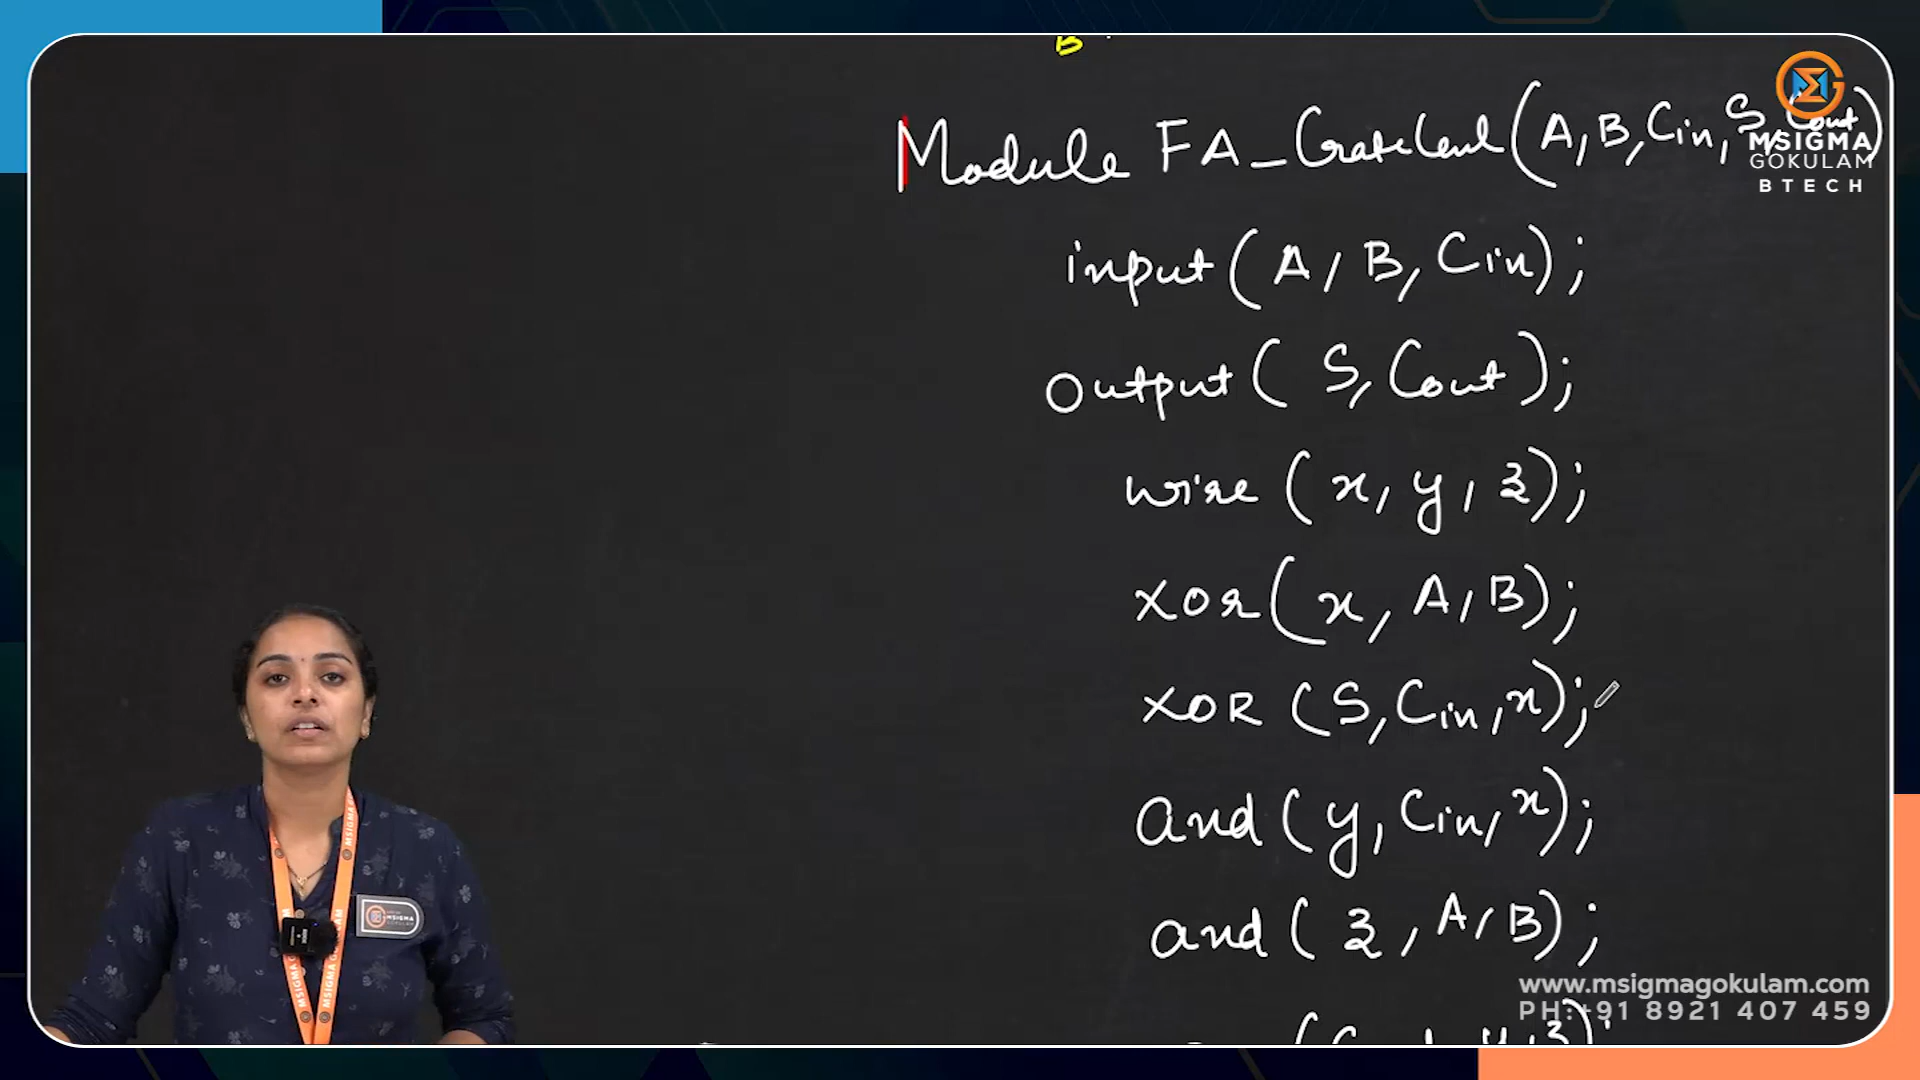 B
Module FA_GateLevel(A,B,Cin,S,Cout)
MSIGMA
GOKULAM
BTECH
input(A,B,Cin);
output(S,Cout);
wire(x,y,z);
xor(x,A,B);
XOR(S,Cin,x);
and(y,Cin,x);
and(z,A,B);
www.msigmagokulam.com
PH:+91 8921 407 459
MSIGMA